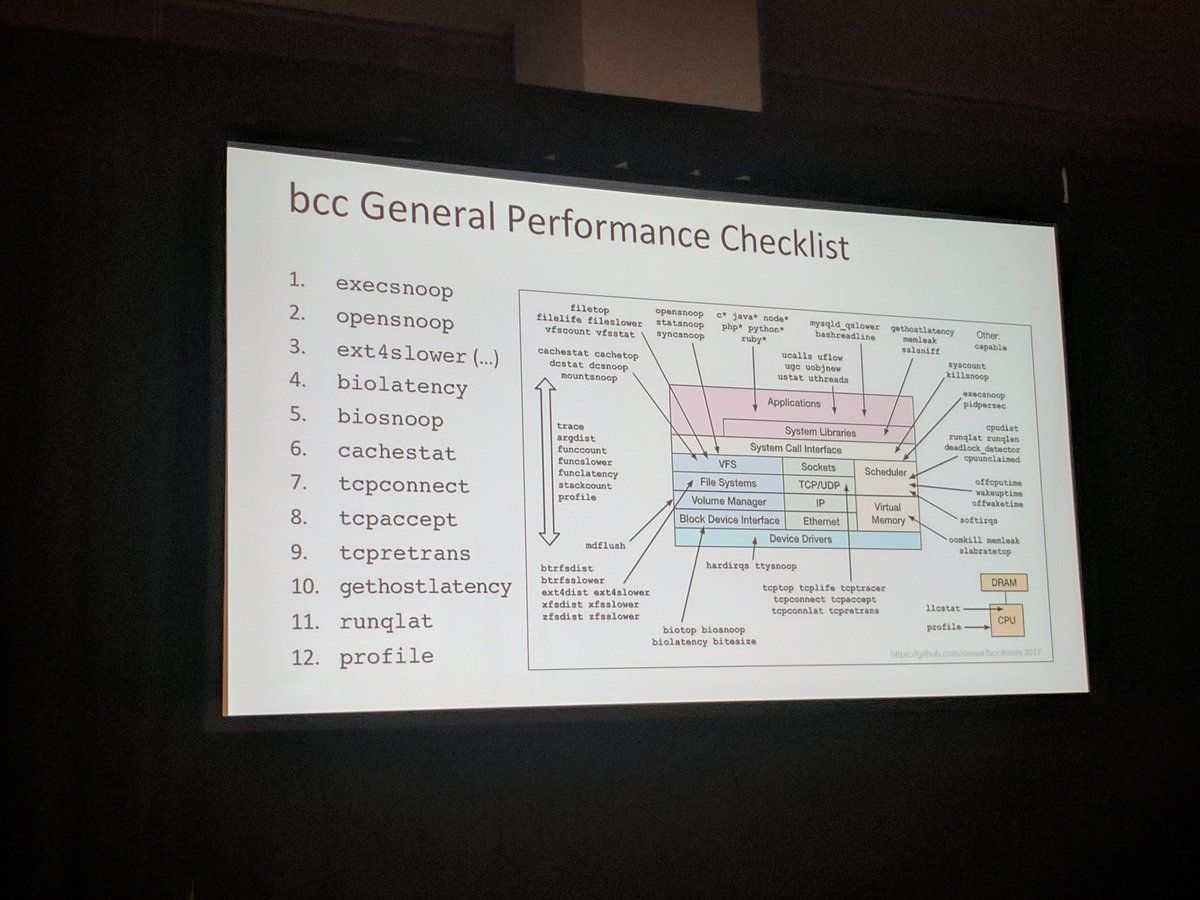 bcc General Performance Checklist
1. execsnoop
2. opensnoop
3. ext4slower (...)
4. biolatency
5. biosnoop
6. cachestat
7. tcpconnect
8. tcpaccept
9. tcpretrans
10. gethostlatency
11. runqlat
12. profile
filetop
filelife fileslower
vfscount vfsstat
opensnoop
statsnoop
syncsnoop
c* java* node*
php* python*
ruby*
mysqld_qslower
bashreadline
gethostlatency
memleak
sslsniff
Other:
capable
cachestat cachetop
dcstat dcsnoop
mountsnoop
ucalls uflow
ugc uobjnew
ustat uthreads
syscount
killsnoop
execsnoop
pidpersec
trace
argdist
funccount
funcslower
funclatency
stackcount
profile
Applications
System Libraries
System Call Interface
VFS
Sockets
Scheduler
File Systems
TCP/UDP
Volume Manager
IP
Virtual
Memory
Block Device Interface
Ethernet
Device Drivers
cpudist
runqlat runqlen
deadlock_detector
cpuunclaimed
offcputime
wakeuptime
offwaketime
softirqs
oomkill memleak
slabratetop
mdflush
hardirqs ttysnoop
btrfsdist
btrfsslower
ext4dist ext4slower
xfsdist xfsslower
zfsdist zfsslower
tcptop tcplife tcptracer
tcpconnect tcpaccept
tcpconnlat tcpretrans
biotop biosnoop
biolatency bitesize
DRAM
llcstat
CPU
profile
https://github.com/iovisor/bcc#tools 2017